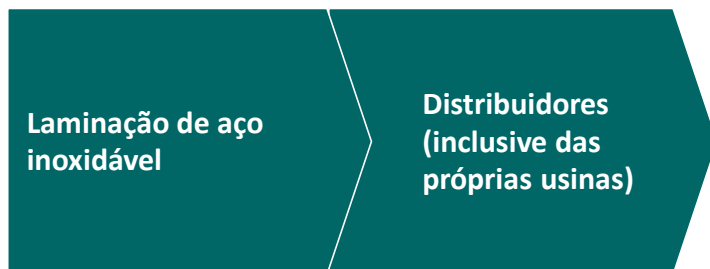 Laminação de aço
inoxidável
Distribuidores
(inclusive das
próprias usinas)